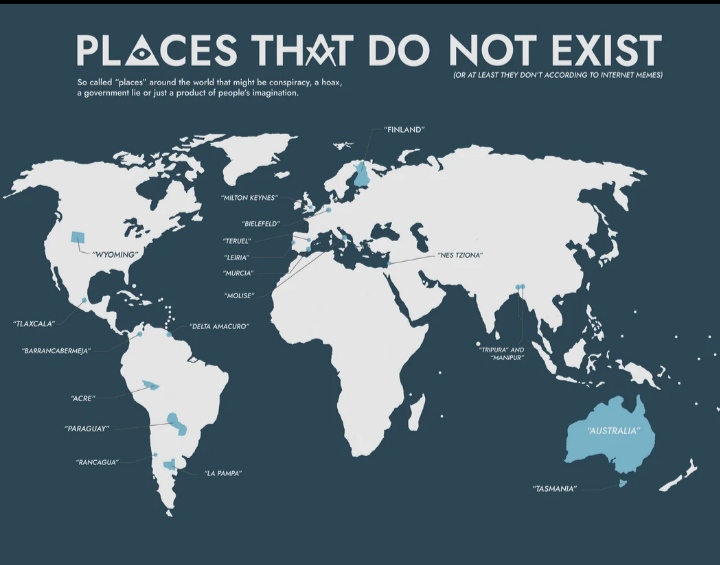 PLACES THAT DO NOT EXIST
(OR AT LEAST THEY DON'T ACCORDING TO INTERNET MEMES)
So called "places" around the world that might be conspiracy, a hoax,
a government lie or just a product of people's imagination.
"FINLAND"
"MILTON KEYNES"
"BIELEFELD"
"TERUEL"
"WYOMING"
"LEIRIA"
"NES TZIONA"
"MURCIA"
"MOLISE"
"TLAXCALA"
"DELTA AMACURO"
"BARRANCABERMEJA"
"TRIPURA" AND
"MANIPUR"
"ACRE"
"PARAGUAY"
"AUSTRALIA"
"RANCAGUA"
"LA PAMPA"
"TASMANIA"